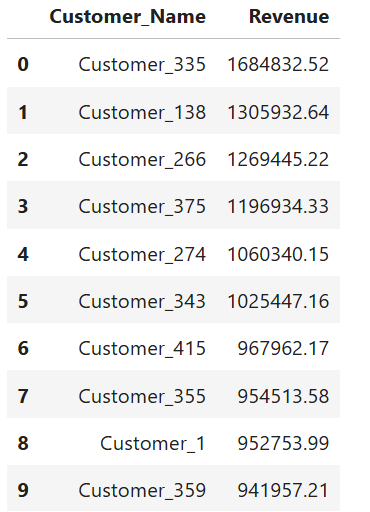 Customer_Name Revenue
0 Customer_335 1684832.52
1 Customer_138 1305932.64
2 Customer_266 1269445.22
3 Customer_375 1196934.33
4 Customer_274 1060340.15
5 Customer_343 1025447.16
6 Customer_415 967962.17
7 Customer_355 954513.58
8 Customer_1 952753.99
9 Customer_359 941957.21